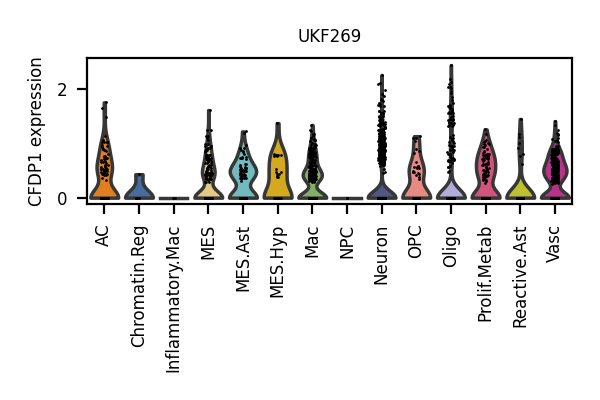 UKF269
CFDP1 expression
2
0
AC
Chromatin.Reg
Inflammatory.Mac
MES
MES.Ast
MES.Hyp
Mac
NPC
Neuron
OPC
Oligo
Prolif.Metab
Reactive.Ast
Vasc